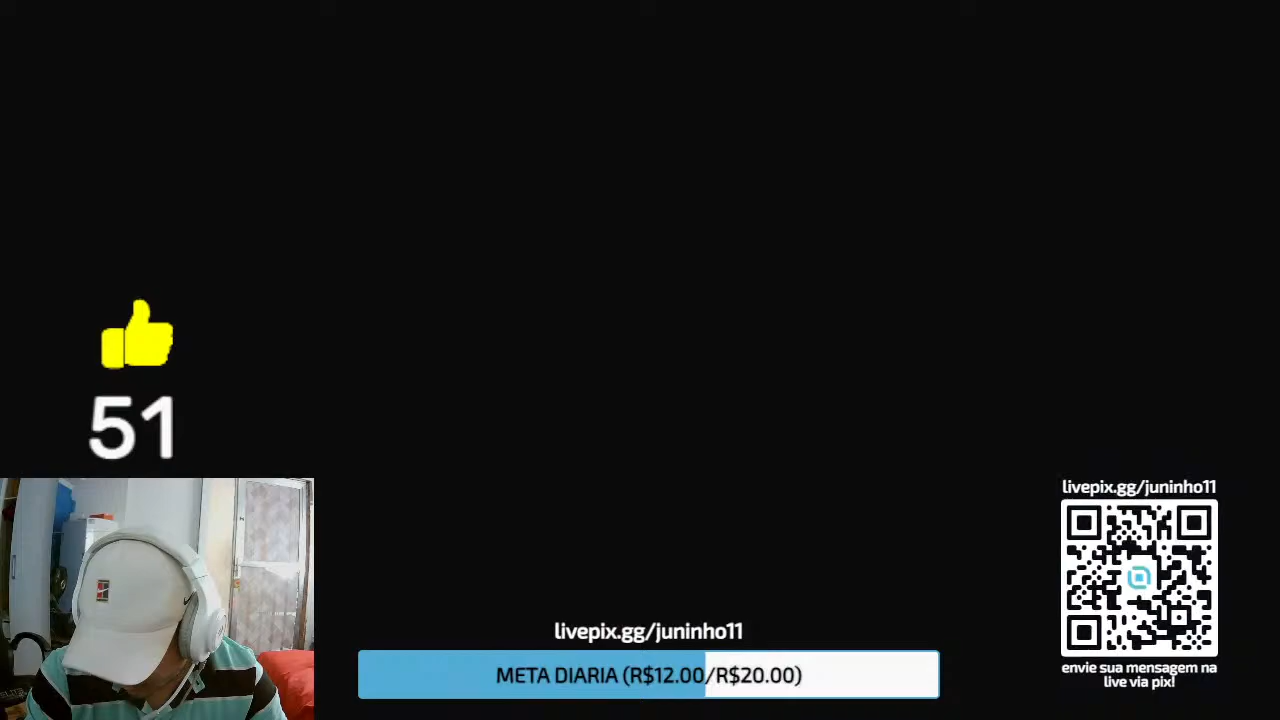 51
livepix.gg/juninho11
envie sua mensagem na
live via pix!
livepix.gg/juninho11
META DIARIA (R$12.00/R$20.00)